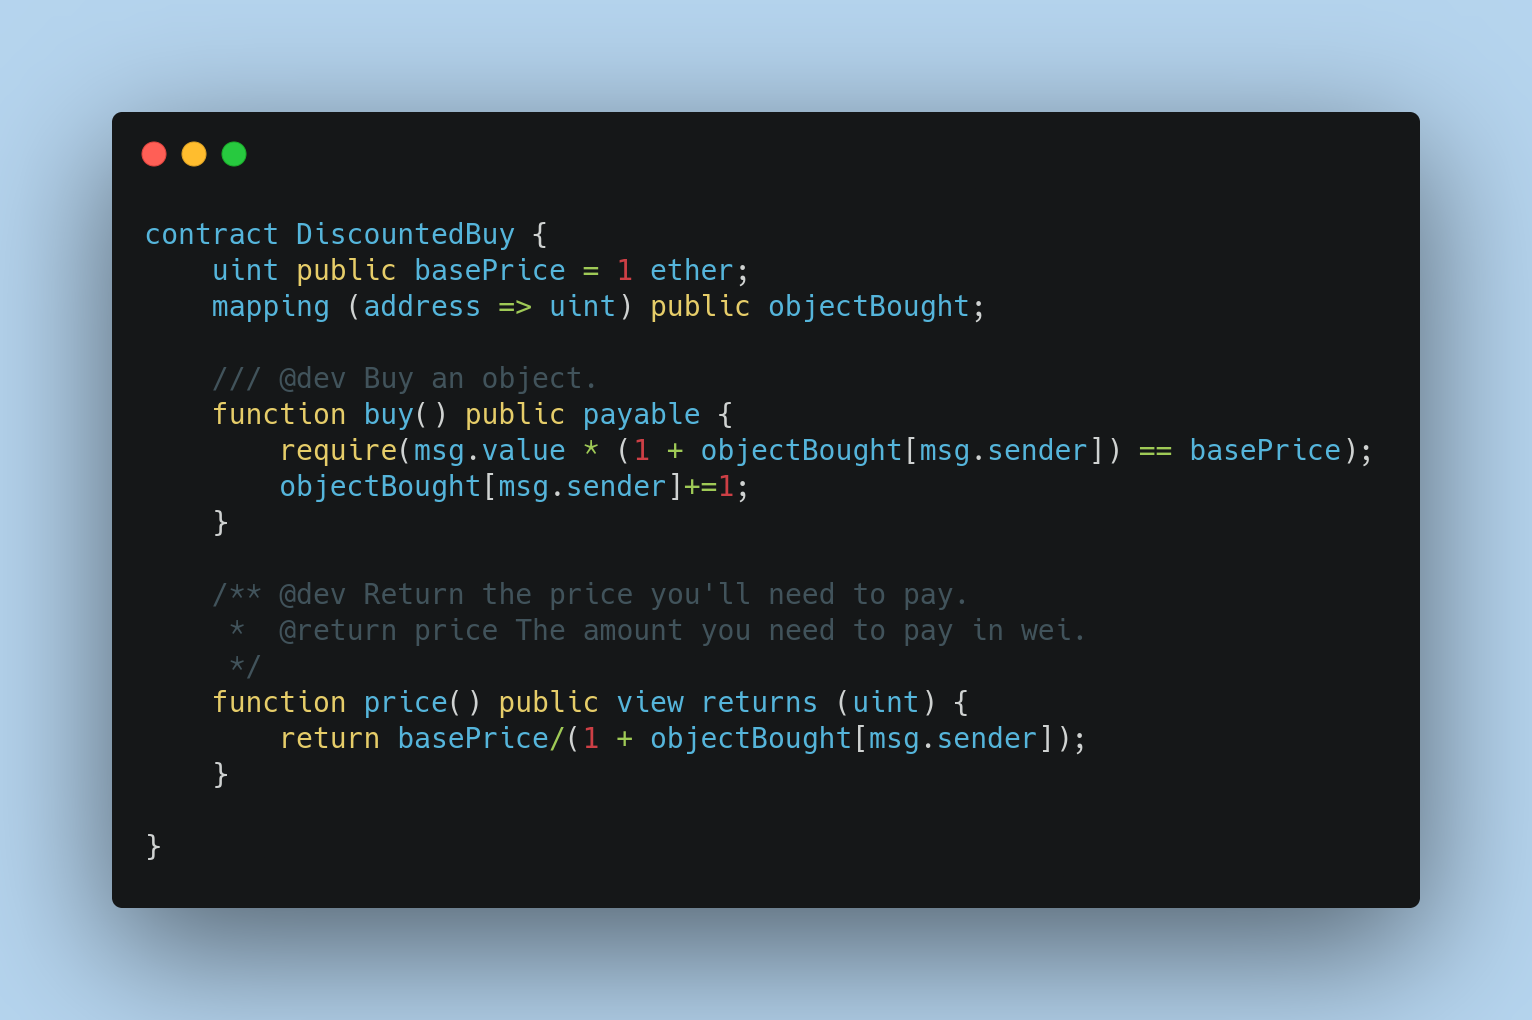 contract DiscountedBuy {
    uint public basePrice = 1 ether;
    mapping (address => uint) public objectBought;

    /// @dev Buy an object.
    function buy() public payable {
        require(msg.value * (1 + objectBought[msg.sender]) == basePrice);
        objectBought[msg.sender]+=1;
    }

    /** @dev Return the price you'll need to pay.
     *  @return price The amount you need to pay in wei.
     */
    function price() public view returns (uint) {
        return basePrice/(1 + objectBought[msg.sender]);
    }

}